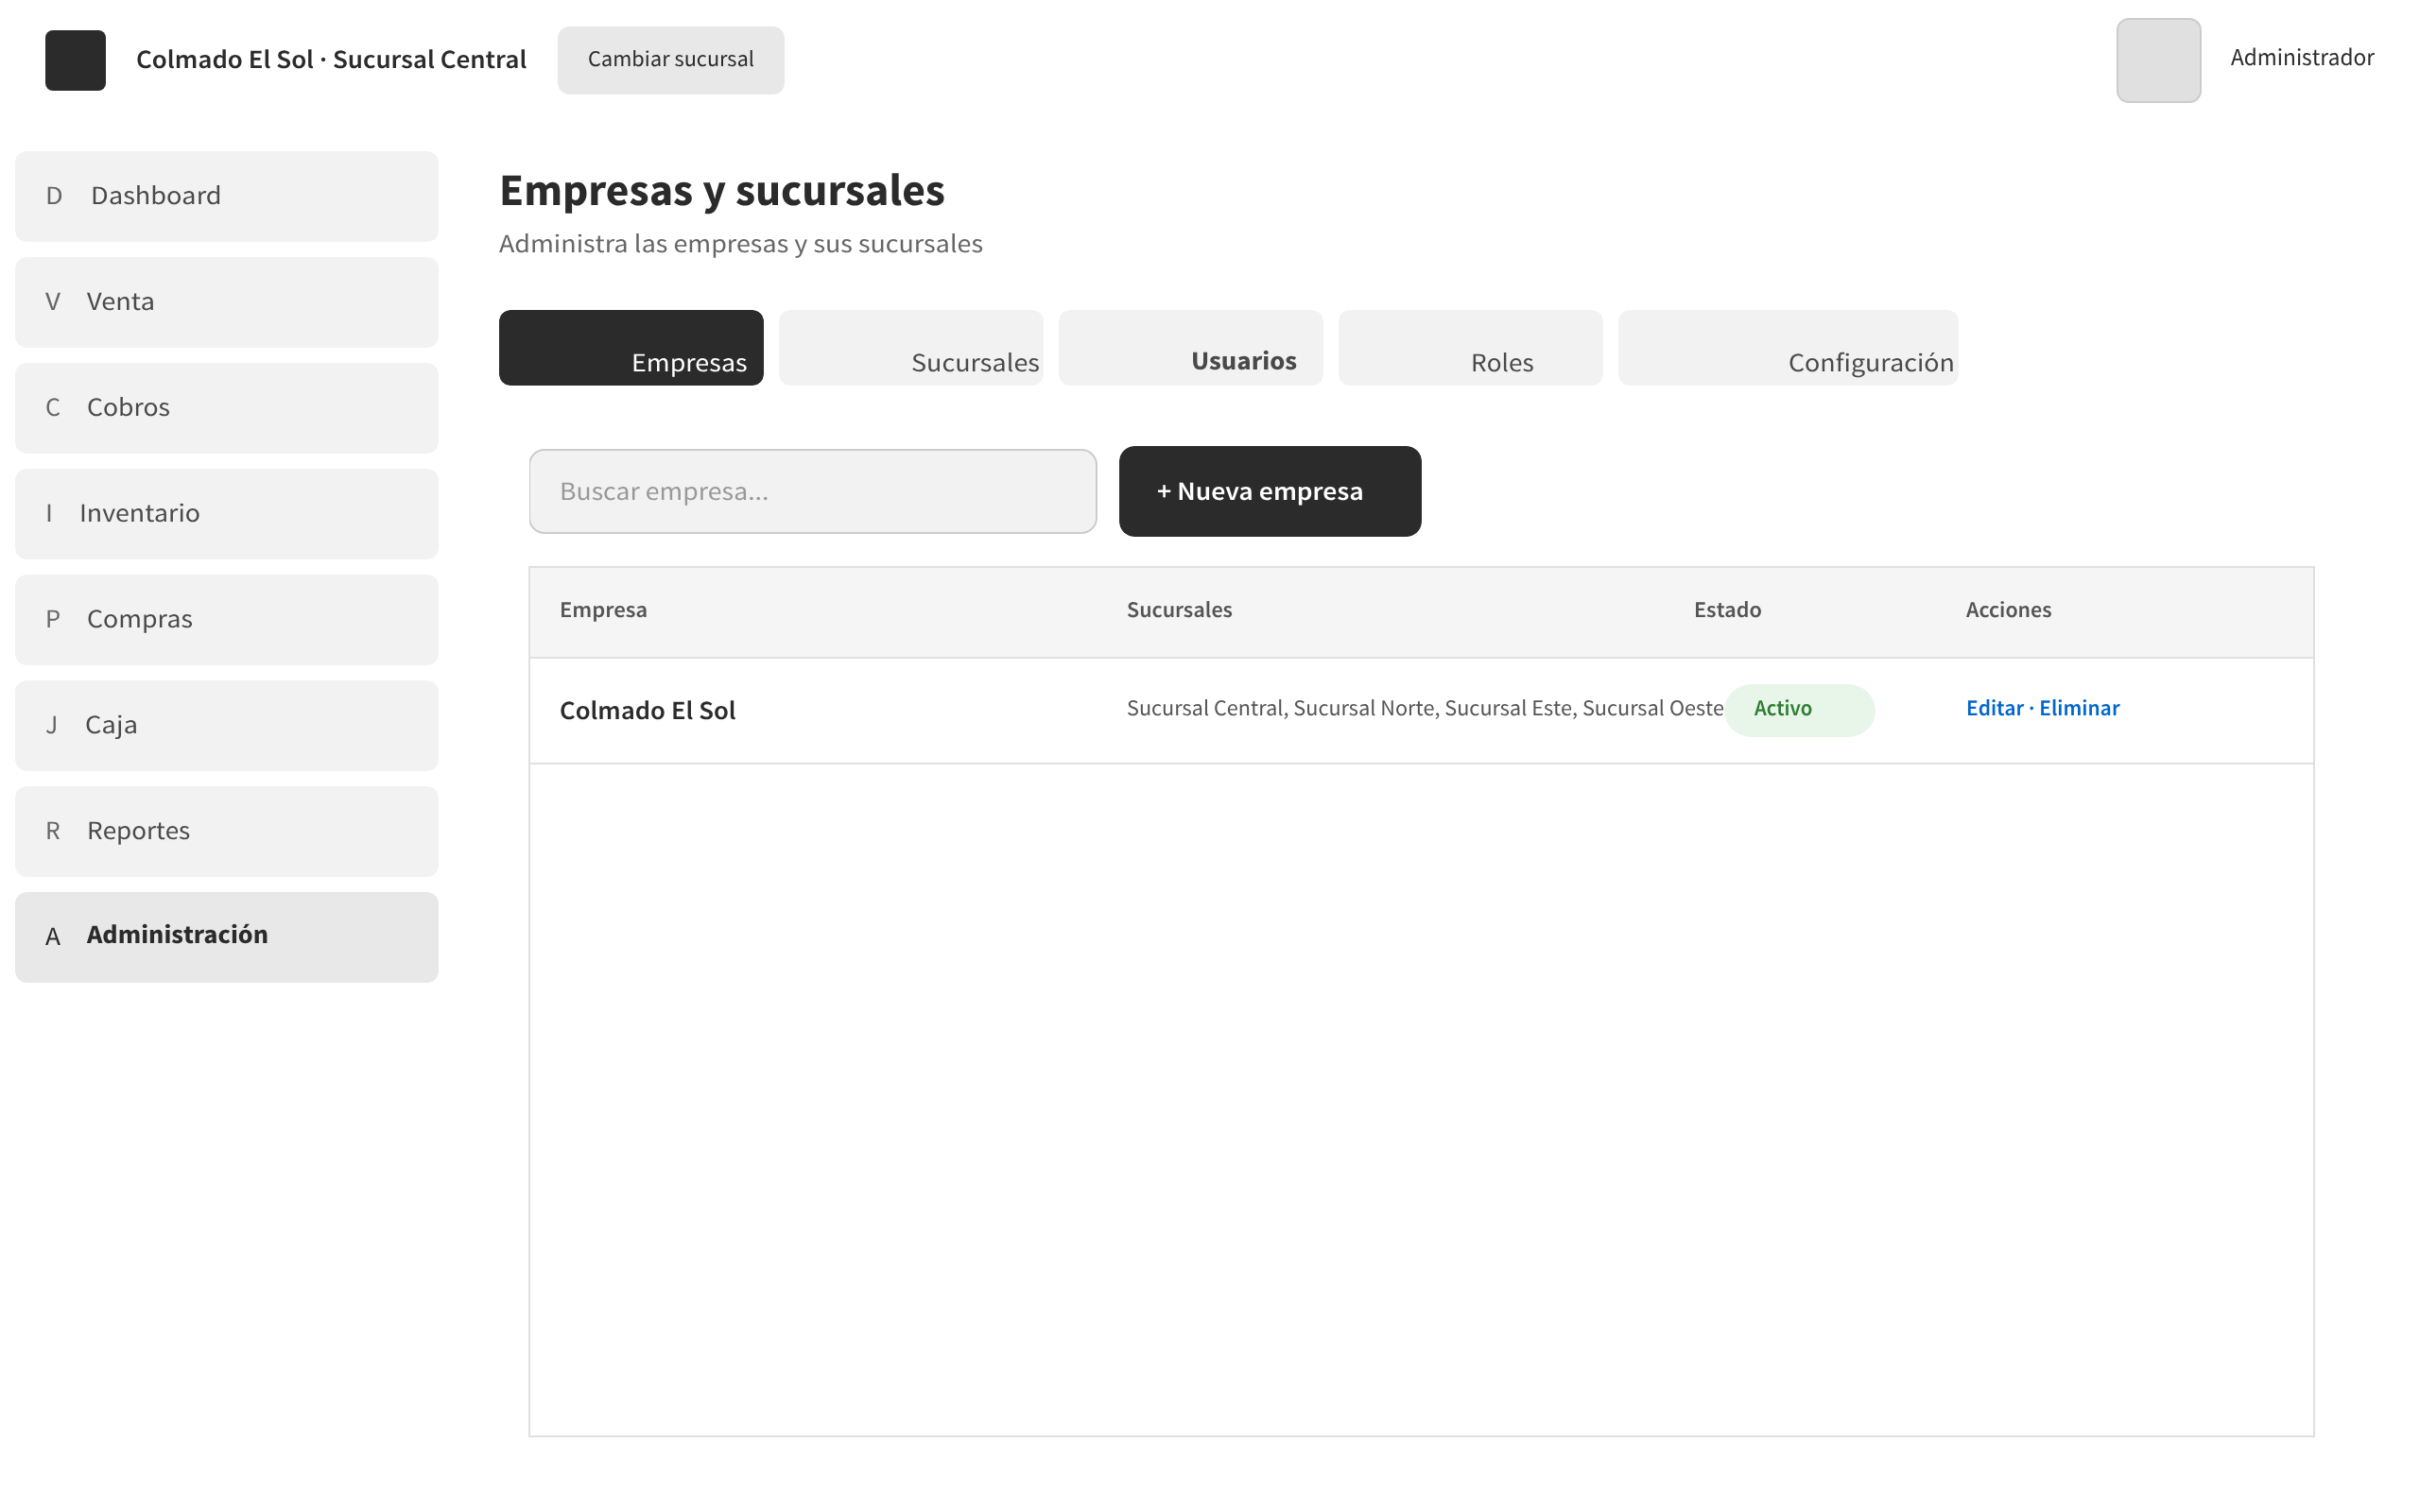 Colmado El Sol · Sucursal Central
Cambiar sucursal
Administrador
D Dashboard
V Venta
C Cobros
I Inventario
P Compras
J Caja
R Reportes
A Administración
Empresas y sucursales
Administra las empresas y sus sucursales
Empresas
Sucursales
Usuarios
Roles
Configuración
Buscar empresa...
+ Nueva empresa
Empresa Sucursales Estado Acciones
Colmado El Sol Sucursal Central, Sucursal Norte, Sucursal Este, Sucursal Oeste Activo Editar · Eliminar